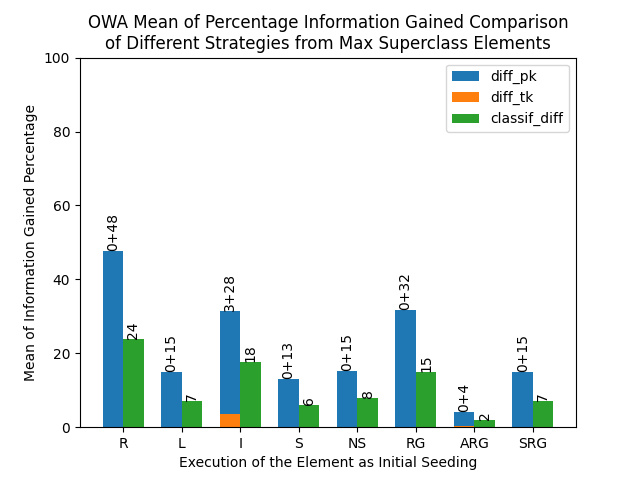 OWA Mean of Percentage Information Gained Comparison
of Different Strategies from Max Superclass Elements
Mean of Information Gained Percentage
100
80
60
40
20
0
diff_pk
diff_tk
classif_diff
0+48
24
0+15
7
3+28
18
0+13
6
0+15
8
0+32
15
0+4
2
0+15
7
R L I S NS RG ARG SRG
Execution of the Element as Initial Seeding